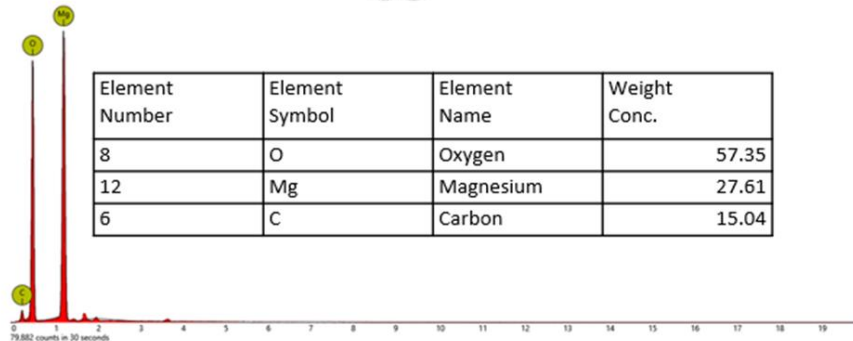 Mg
O
Element Number Element Symbol Element Name Weight Conc.
8 O Oxygen 57.35
12 Mg Magnesium 27.61
6 C Carbon 15.04
C
0 1 2 3 4 5 6 7 8 9 10 11 12 13 14 15 16 17 18 19
79,882 counts in 30 seconds